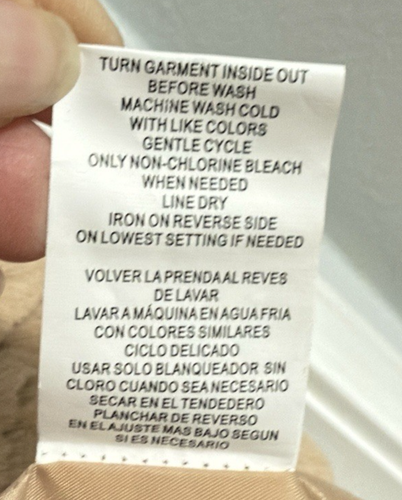 TURN GARMENT INSIDE OUT
BEFORE WASH
MACHINE WASH COLD
WITH LIKE COLORS
GENTLE CYCLE
ONLY NON-CHLORINE BLEACH
WHEN NEEDED
LINE DRY
IRON ON REVERSE SIDE
ON LOWEST SETTING IF NEEDED
VOLVER LA PRENDA AL REVES
DE LAVAR
LAVAR A MÁQUINA EN AGUA FRIA
CON COLORES SIMILARES
CICLO DELICADO
USAR SOLO BLANQUEADOR SIN
CLORO CUANDO SEA NECESARIO
SECAR EN EL TENDEDERO
PLANCHAR DE REVERSO
EN EL AJUSTE MAS BAJO SEGUN
SI ES NECESARIO